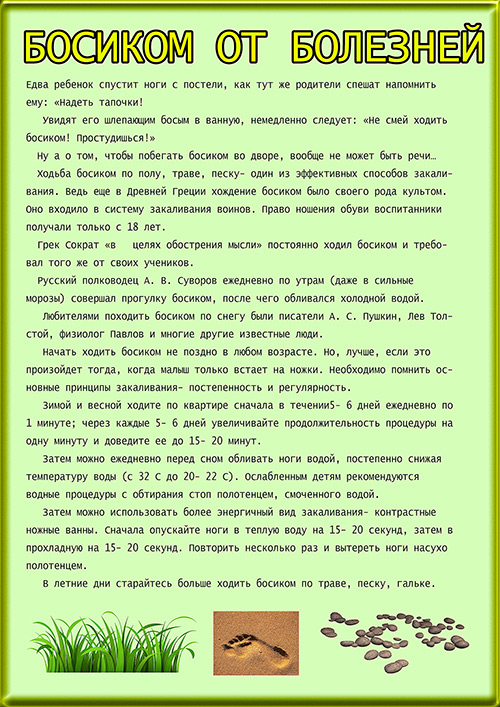 БОСИКОМ ОТ БОЛЕЗНЕЙ
Едва ребенок спустит ноги с постели, как тут же родители спешат напомнить
ему: «Надеть тапочки!
Увидят его шлепающим босым в ванную, немедленно следует: «Не смей ходить
босиком! Простудишься!»
Ну а о том, чтобы побегать босиком во дворе, вообще не может быть речи…
Ходьба босиком по полу, траве, песку- один из эффективных способов закали-
вания. Ведь еще в Древней Греции хождение босиком было своего рода культом.
Оно входило в систему закаливания воинов. Право ношения обуви воспитанники
получали только с 18 лет.
Грек Сократ «в целях обострения мысли» постоянно ходил босиком и требо-
вал того же от своих учеников.
Русский полководец А. В. Суворов ежедневно по утрам (даже в сильные
морозы) совершал прогулку босиком, после чего обливался холодной водой.
Любителями походить босиком по снегу были писатели А. С. Пушкин, Лев Тол-
стой, физиолог Павлов и многие другие известные люди.
Начать ходить босиком не поздно в любом возрасте. Но, лучше, если это
произойдет тогда, когда малыш только встает на ножки. Необходимо помнить ос-
новные принципы закаливания- постепенность и регулярность.
Зимой и весной ходите по квартире сначала в течении5- 6 дней ежедневно по
1 минуте; через каждые 5- 6 дней увеличивайте продолжительность процедуры на
одну минуту и доведите ее до 15- 20 минут.
Затем можно ежедневно перед сном обливать ноги водой, постепенно снижая
температуру воды (с 32 С до 20- 22 С). Ослабленным детям рекомендуются
водные процедуры с обтирания стоп полотенцем, смоченного водой.
Затем можно использовать более энергичный вид закаливания- контрастные
ножные ванны. Сначала опускайте ноги в теплую воду на 15- 20 секунд, затем в
прохладную на 15- 20 секунд. Повторить несколько раз и вытереть ноги насухо
полотенцем.
В летние дни старайтесь больше ходить босиком по траве, песку, гальке.